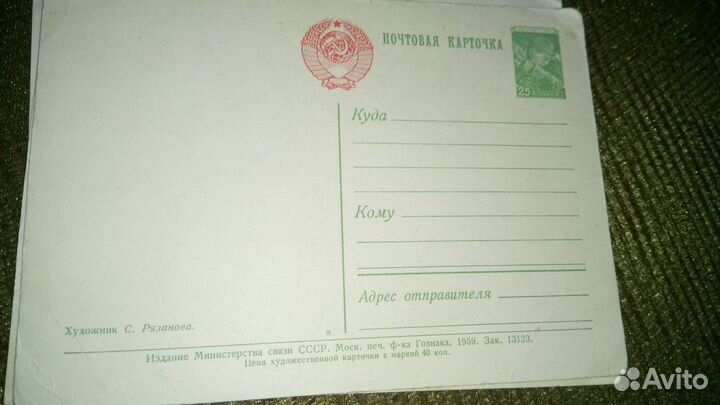 ПОЧТОВАЯ КАРТОЧКА
25
Куда
Кому
Адрес отправителя
Художник С. Рязанова.
*
Издание Министерства связи СССР. Моск. печ. ф-ка Гознака. 1959. Зак. 13123.
Цена художественной карточки с маркой 40 коп.
Avito